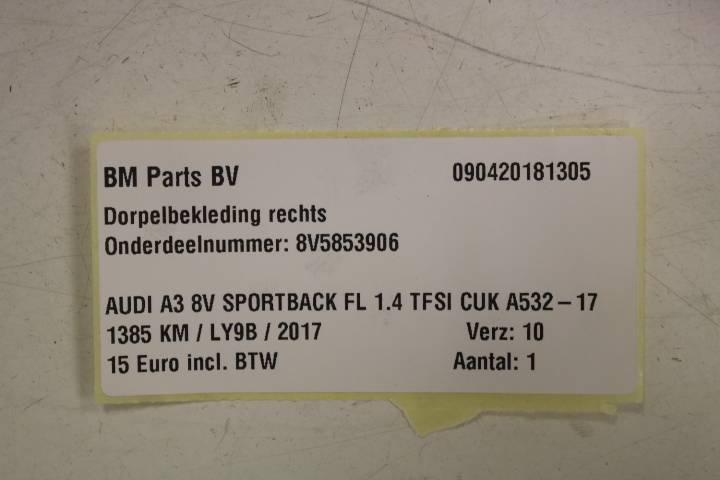 BM Parts BV 090420181305
Dorpelbekleding rechts
Onderdeelnummer: 8V5853906
AUDI A3 8V SPORTBACK FL 1.4 TFSI CUK A532 – 17
1385 KM / LY9B / 2017 Verz: 10
15 Euro incl. BTW Aantal: 1